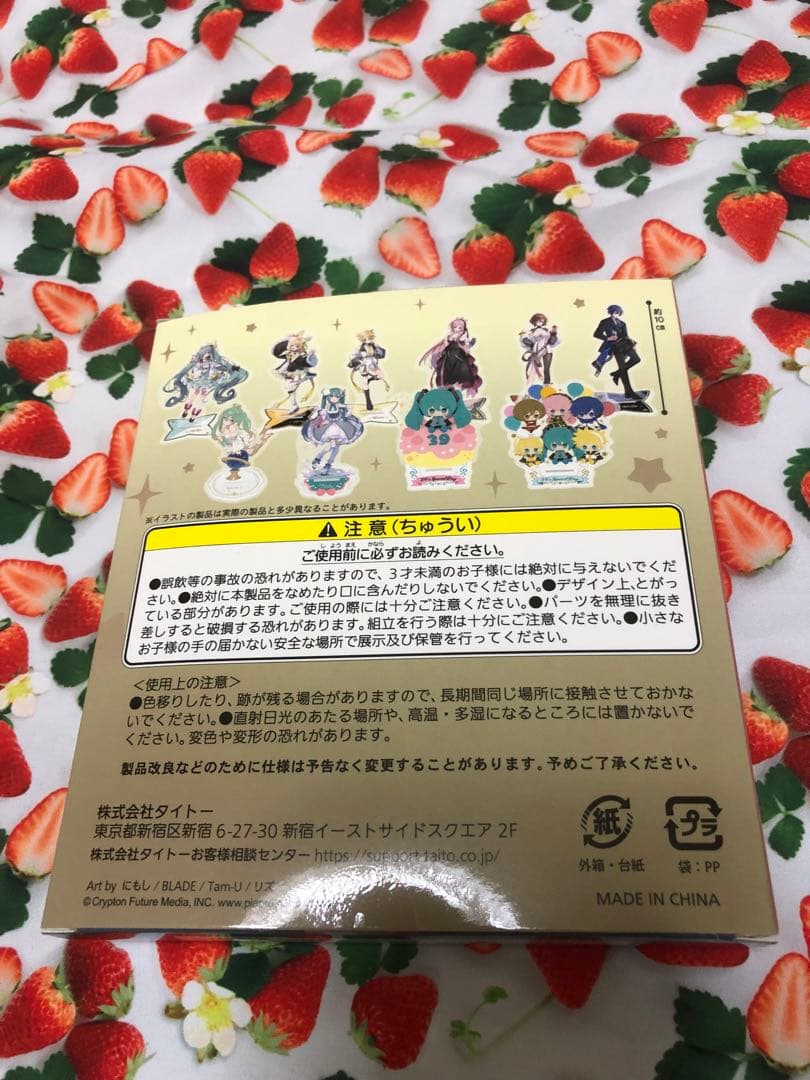 約10cm
39
※イラストの製品は実際の製品と多少異なることがあります。
注意(ちゅうい)
ご使用前に必ずお読みください。
●誤飲等の事故の恐れがありますので、3才未満のお子様には絶対に与えないでくだ
さい。●絶対に本製品をなめたり口に含んだりしないでください。●デザイン上、とがっ
ている部分があります。ご使用の際には十分ご注意ください。●パーツを無理に抜き
差しすると破損する恐れがあります。組立を行う際は十分にご注意ください。●小さな
お子様の手の届かない安全な場所で展示及び保管を行ってください。
<使用上の注意>
●色移りしたり、跡が残る場合がありますので、長期間同じ場所に接触させておかな
いでください。●直射日光のあたる場所や、高温・多湿になるところには置かないで
ください。変色や変形の恐れがあります。
製品改良などのために仕様は予告なく変更することがあります。予めご了承ください。
株式会社タイトー
東京都新宿区新宿 6-27-30 新宿イーストサイドスクエア 2F
株式会社タイトーお客様相談センター https://support.taito.co.jp/
Art by にもし / BLADE / Tam-U / リズ
© Crypton Future Media, INC. www.piapro
紙
外箱・台紙
プラ
袋:PP
MADE IN CHINA